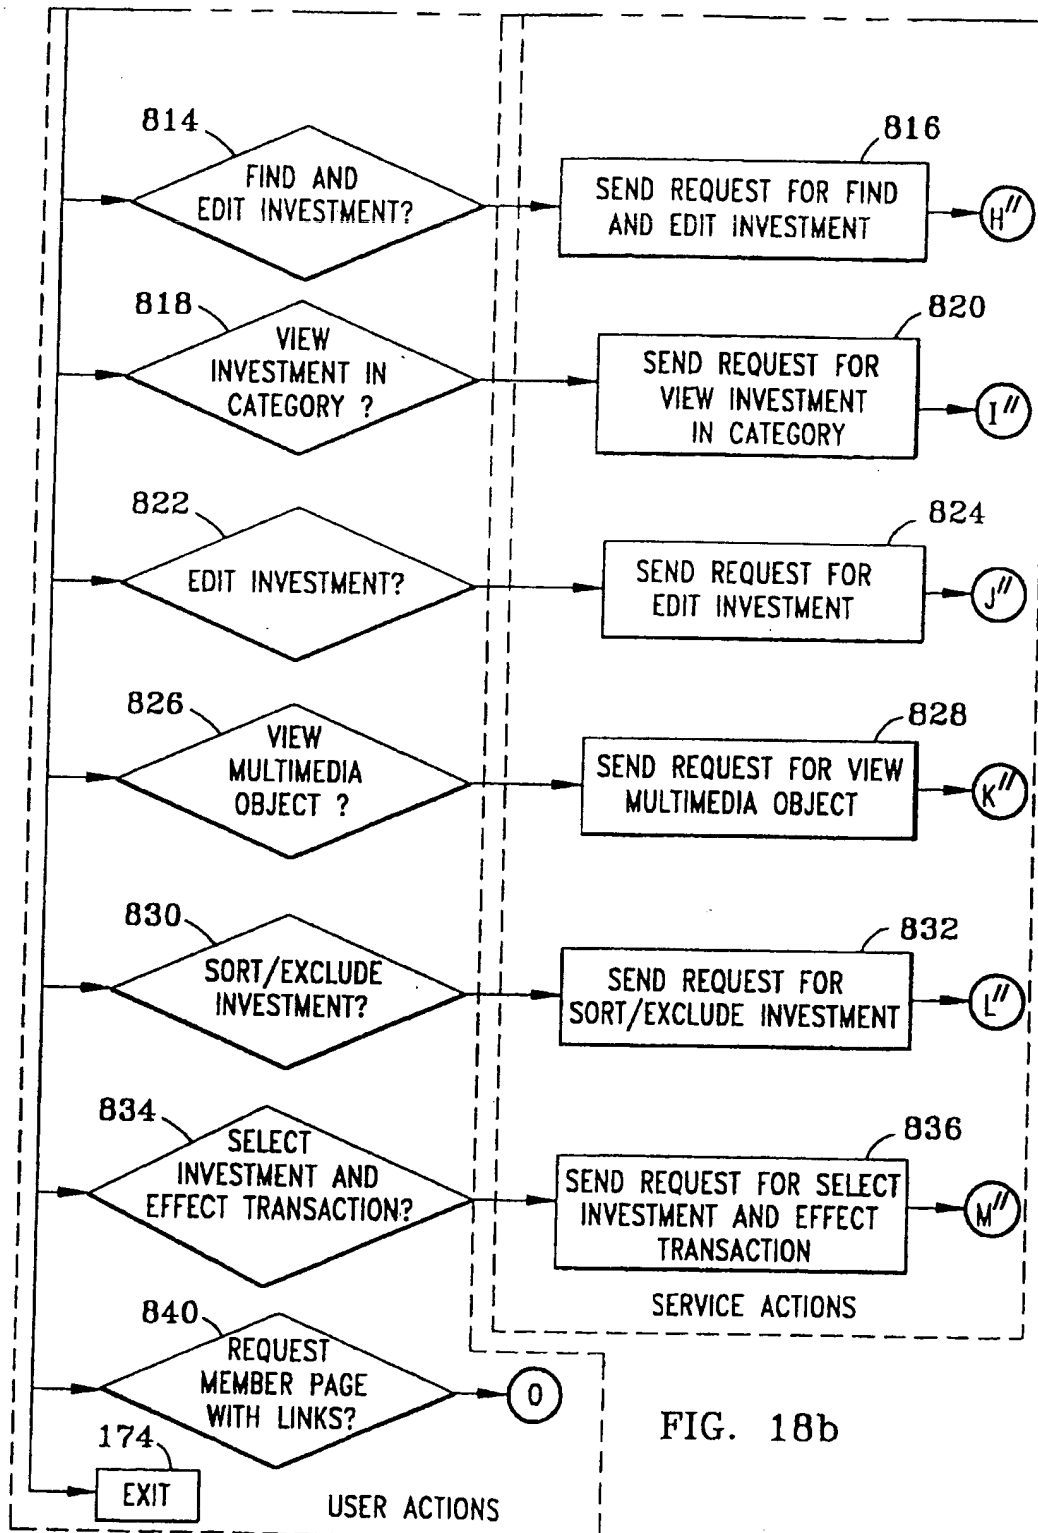 814
FIND AND
EDIT INVESTMENT?
816
SEND REQUEST FOR FIND
AND EDIT INVESTMENT
H"
818
VIEW
INVESTMENT IN
CATEGORY ?
820
SEND REQUEST FOR
VIEW INVESTMENT
IN CATEGORY
I"
822
EDIT INVESTMENT?
824
SEND REQUEST FOR
EDIT INVESTMENT
J"
826
VIEW
MULTIMEDIA
OBJECT ?
828
SEND REQUEST FOR VIEW
MULTIMEDIA OBJECT
K"
830
SORT/EXCLUDE
INVESTMENT?
832
SEND REQUEST FOR
SORT/EXCLUDE INVESTMENT
L"
834
SELECT
INVESTMENT AND
EFFECT TRANSACTION?
836
SEND REQUEST FOR SELECT
INVESTMENT AND EFFECT
TRANSACTION
M"
SERVICE ACTIONS
840
REQUEST
MEMBER PAGE
WITH LINKS?
O
174
EXIT
USER ACTIONS
FIG. 18b